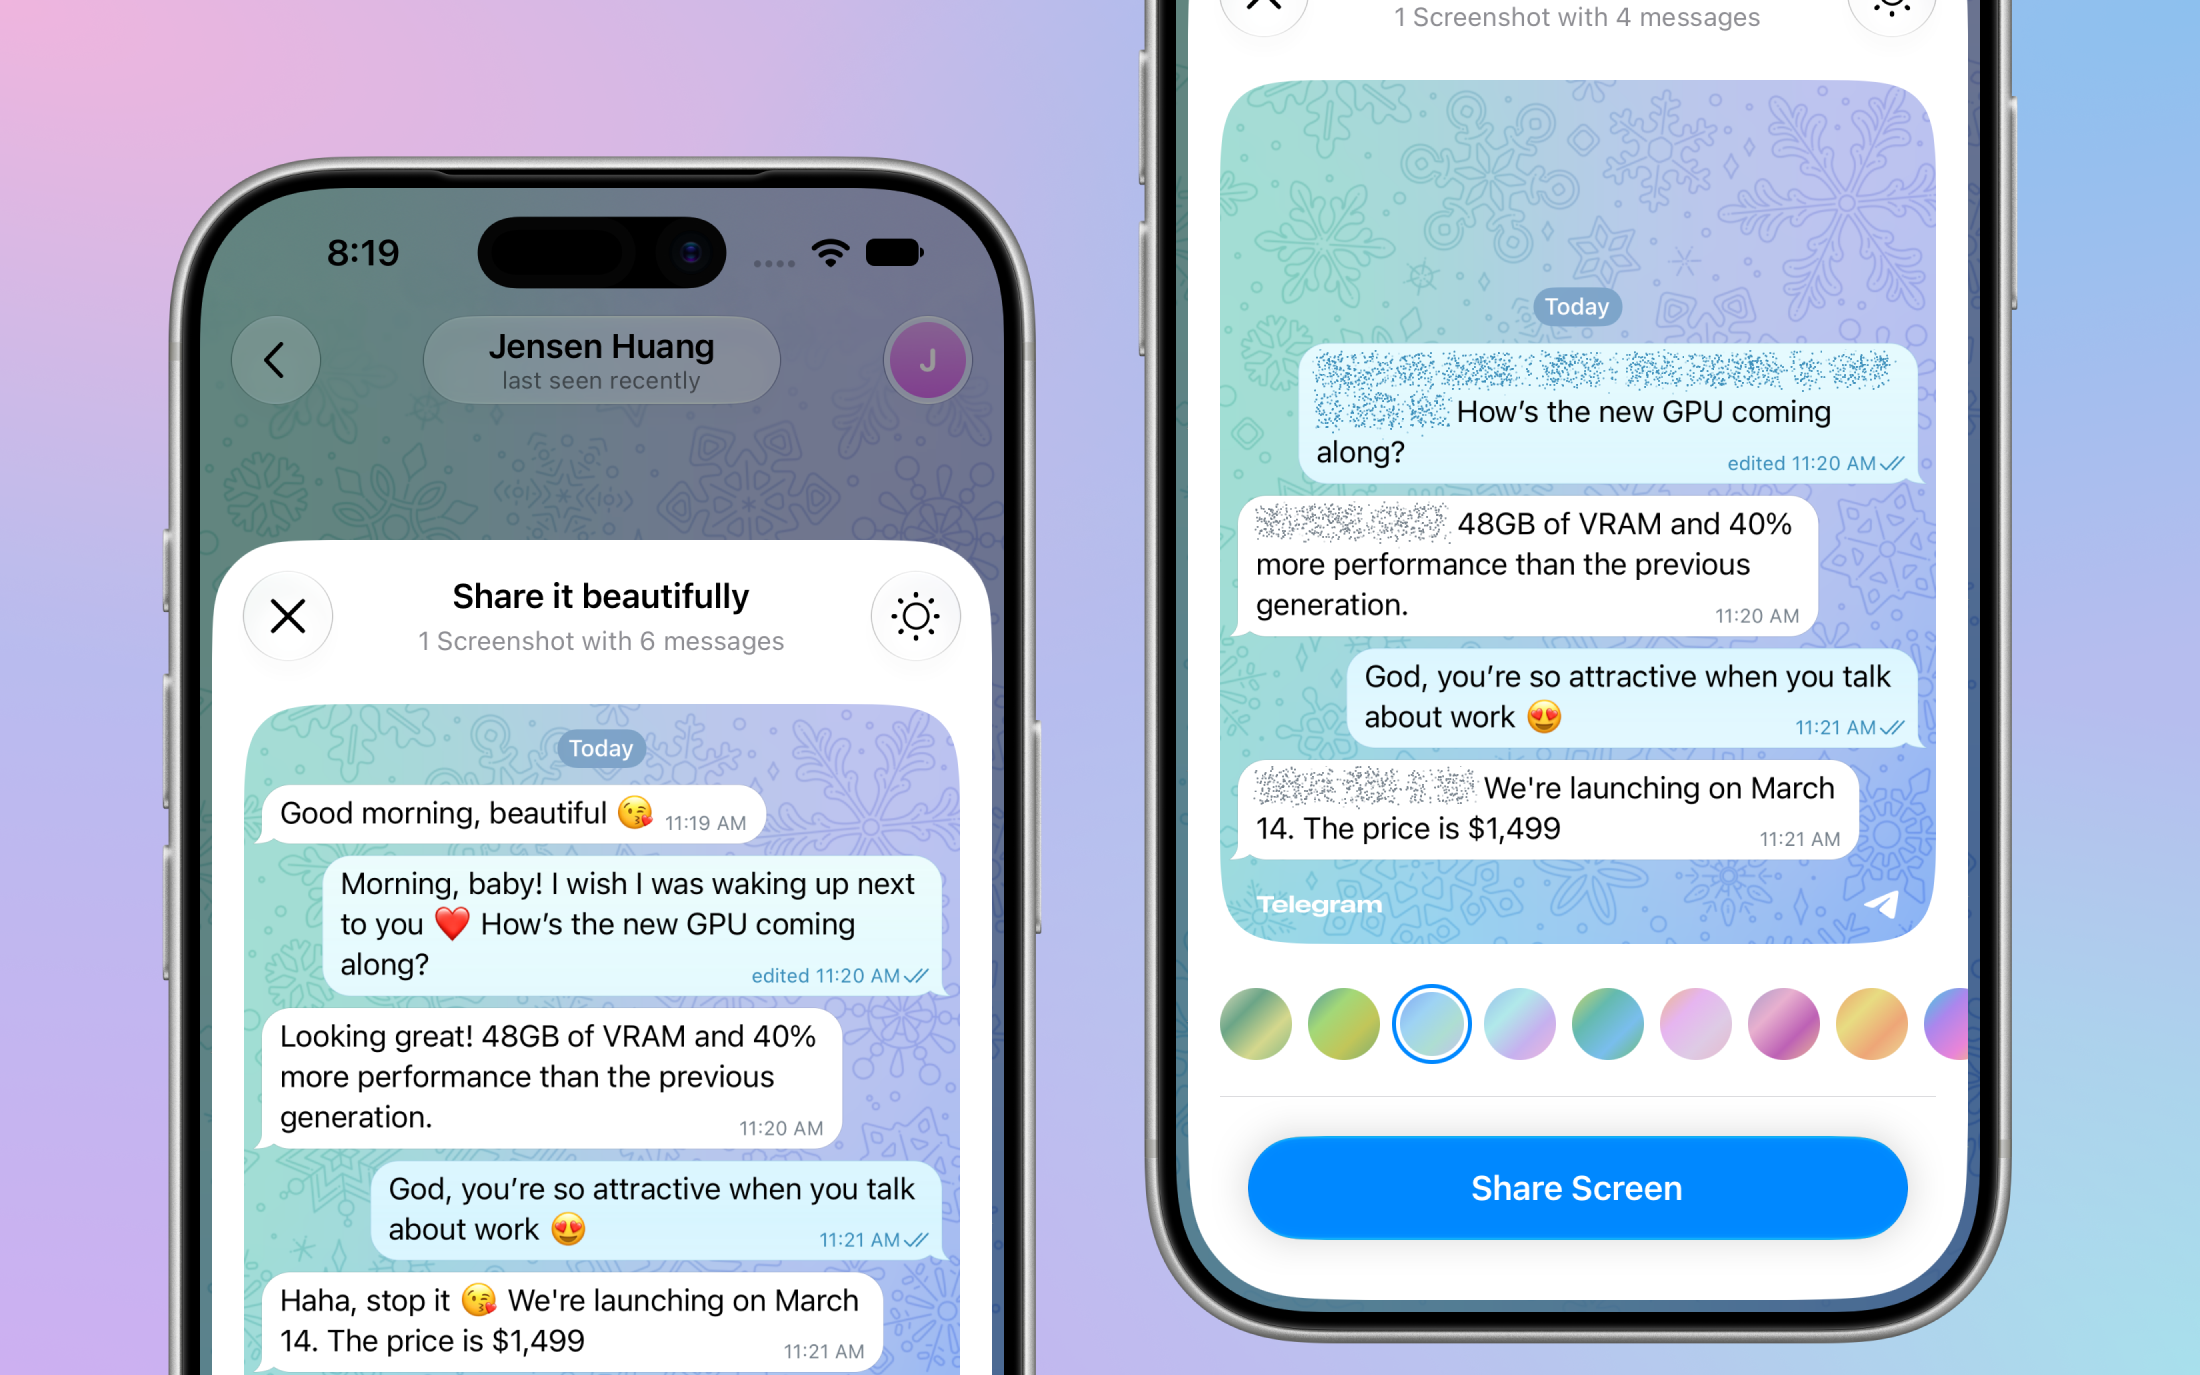 8:19
Jensen Huang
last seen recently
J
Share it beautifully
1 Screenshot with 6 messages
Today
Good morning, beautiful 😘 11:19 AM
Morning, baby! I wish I was waking up next
to you ❤️ How’s the new GPU coming
along?
edited 11:20 AM
Looking great! 48GB of VRAM and 40%
more performance than the previous
generation.
11:20 AM
God, you’re so attractive when you talk
about work 😍
11:21 AM
Haha, stop it 😘 We're launching on March
14. The price is $1,499
11:21 AM
1 Screenshot with 4 messages
Today
How’s the new GPU coming
along?
edited 11:20 AM
48GB of VRAM and 40%
more performance than the previous
generation.
11:20 AM
God, you’re so attractive when you talk
about work 😍
11:21 AM
We're launching on March
14. The price is $1,499
11:21 AM
Telegram
Share Screen